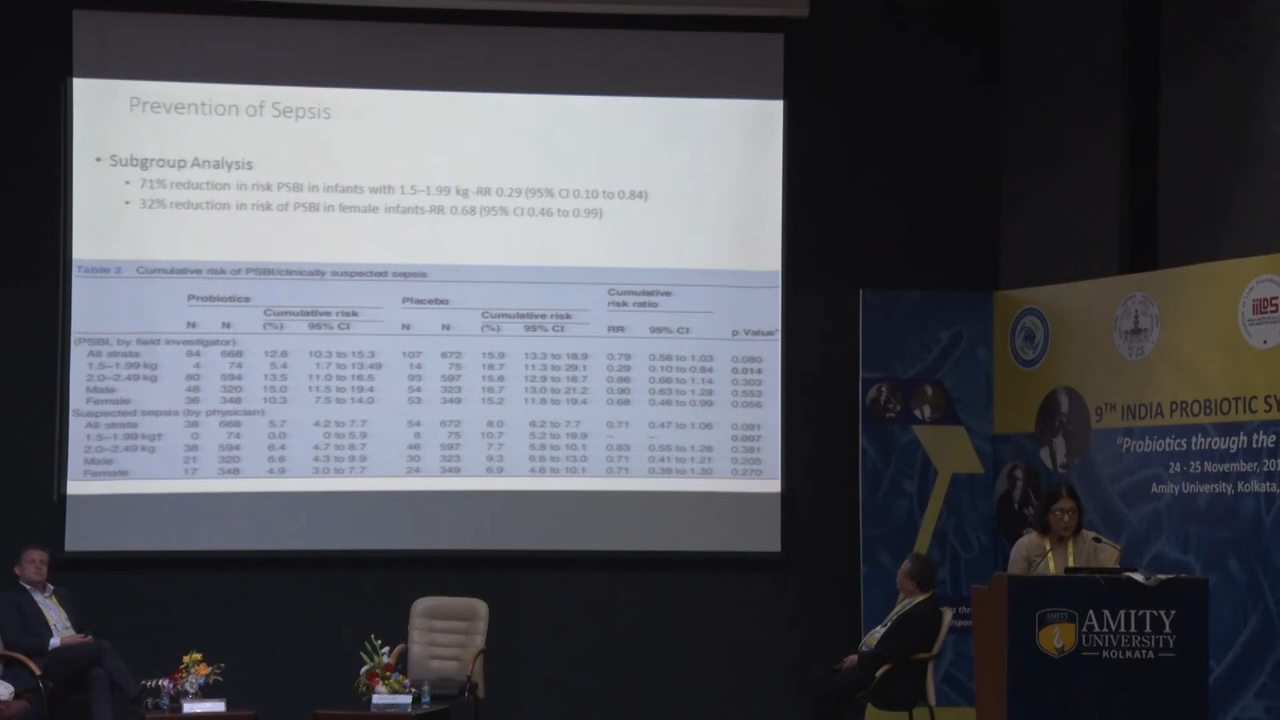 Prevention of Sepsis
• Subgroup Analysis
• 71% reduction in risk PSBI in infants with 1.5–1.99 kg -RR 0.29 (95% CI 0.10 to 0.84)
• 32% reduction in risk of PSBI in female infants-RR 0.68 (95% CI 0.46 to 0.99)
Table 2 Cumulative risk of PSBI/clinically suspected sepsis
Probiotics Placebo Cumulative risk ratio
Cumulative risk Cumulative risk
N N (%) 95% CI N N (%) 95% CI RR 95% CI p Value*
(PSBI, by field investigator)
All strata 84 668 12.6 10.3 to 15.3 107 672 15.9 13.3 to 18.9 0.79 0.56 to 1.03 0.080
1.5–1.99 kg 4 74 5.4 1.7 to 13.49 14 75 18.7 11.3 to 29.1 0.29 0.10 to 0.84 0.014
2.0–2.49 kg 80 594 13.5 11.0 to 16.5 93 597 15.6 12.9 to 18.7 0.86 0.66 to 1.14 0.303
Male 48 320 15.0 11.5 to 19.4 54 323 16.7 13.0 to 21.2 0.90 0.63 to 1.28 0.553
Female 36 348 10.3 7.5 to 14.0 53 349 15.2 11.8 to 19.4 0.68 0.46 to 0.99 0.056
Suspected sepsis (by physician)
All strata 38 668 5.7 4.2 to 7.7 54 672 8.0 6.2 to 7.7 0.71 0.47 to 1.06 0.091
1.5–1.99 kg† 0 74 0.0 0 to 5.9 8 75 10.7 5.2 to 19.9 – – 0.007
2.0–2.49 kg 38 594 6.4 4.7 to 8.7 46 597 7.7 5.8 to 10.1 0.83 0.55 to 1.26 0.381
Male 21 320 6.6 4.3 to 9.9 30 323 9.3 6.6 to 13.0 0.71 0.41 to 1.21 0.205
Female 17 348 4.9 3.0 to 7.7 24 349 6.9 4.6 to 10.1 0.71 0.39 to 1.30 0.270
9TH INDIA PROBIOTIC SY
"Probiotics through the
24 - 25 November, 201
Amity University, Kolkata,
AMITY
UNIVERSITY
KOLKATA